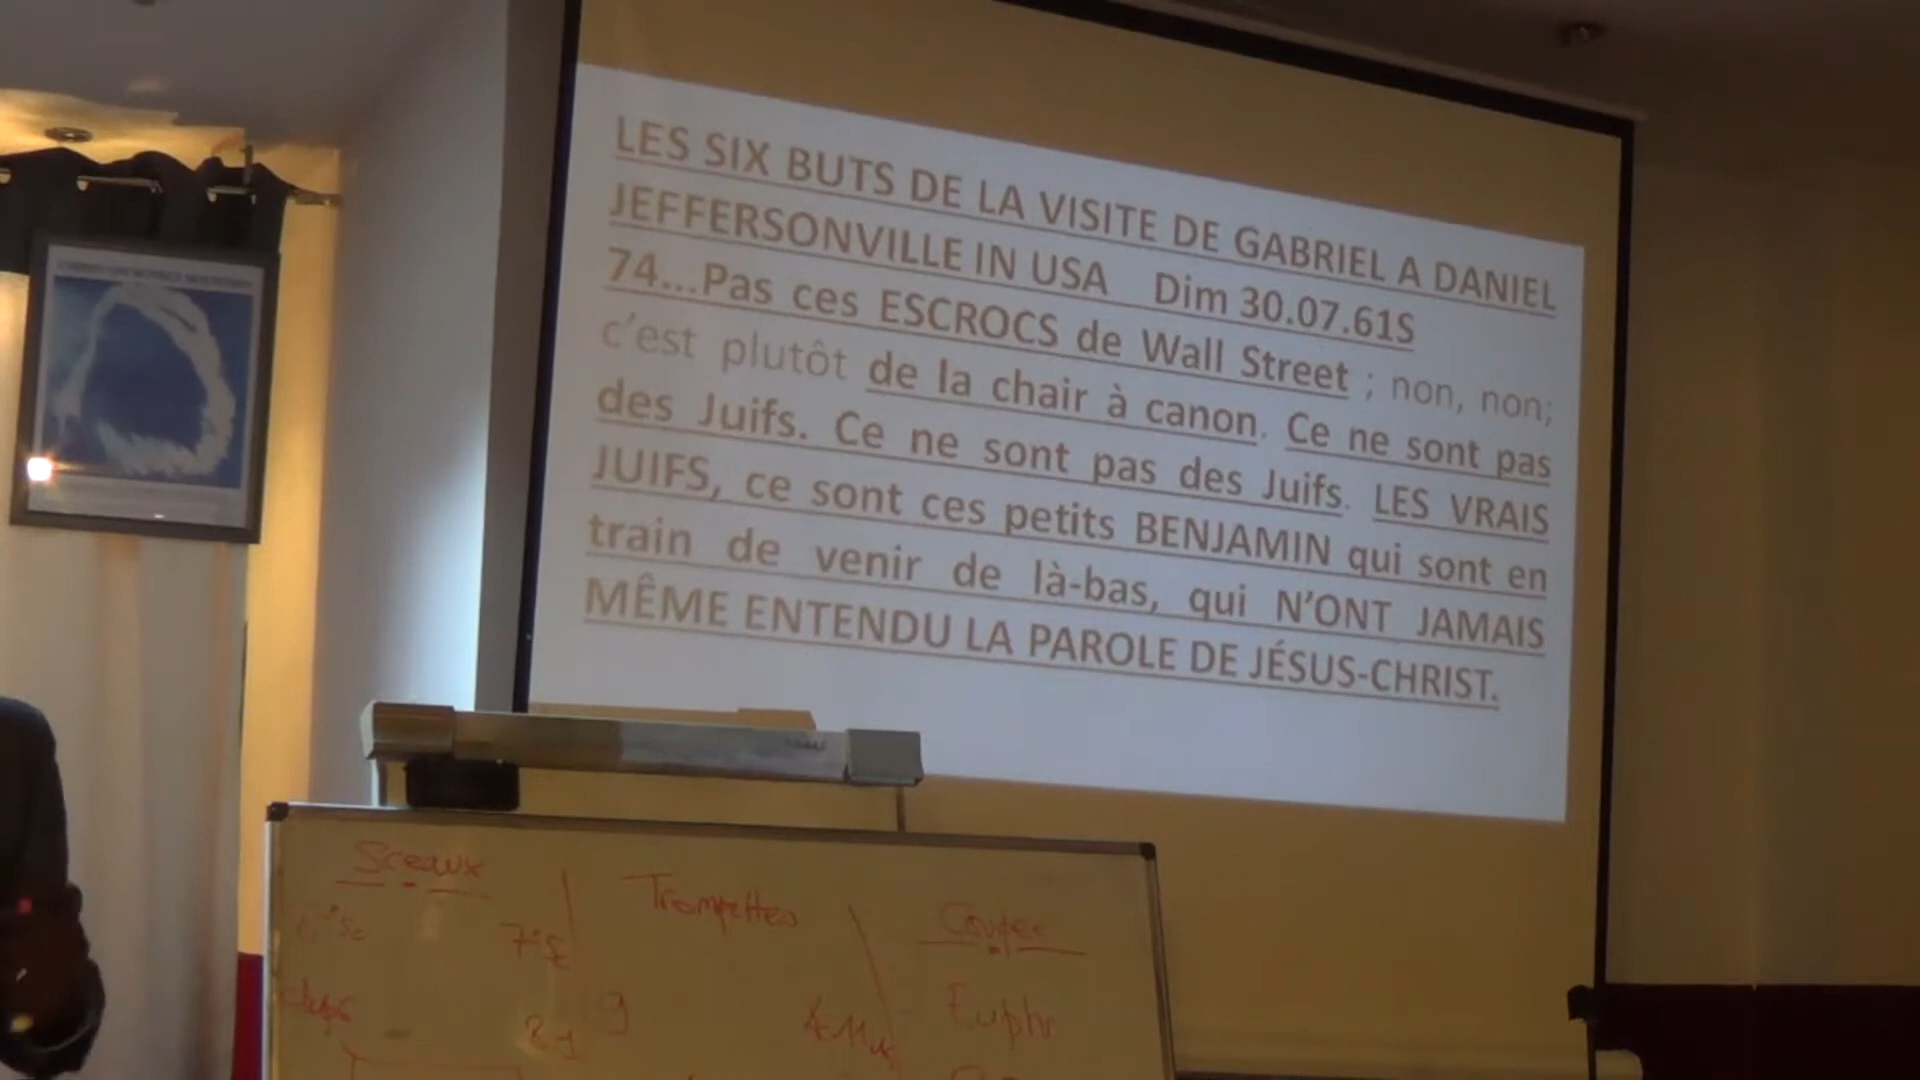 LES SIX BUTS DE LA VISITE DE GABRIEL A DANIEL
JEFFERSONVILLE IN USA Dim 30.07.61S
74...Pas ces ESCROCS de Wall Street ; non, non;
c'est plutôt de la chair à canon. Ce ne sont pas
des Juifs. Ce ne sont pas des Juifs. LES VRAIS
JUIFS, ce sont ces petits BENJAMIN qui sont en
train de venir de là-bas, qui N'ONT JAMAIS
MÊME ENTENDU LA PAROLE DE JÉSUS-CHRIST.
Sceaux Trompettes Coupes
7e
9
Euphr